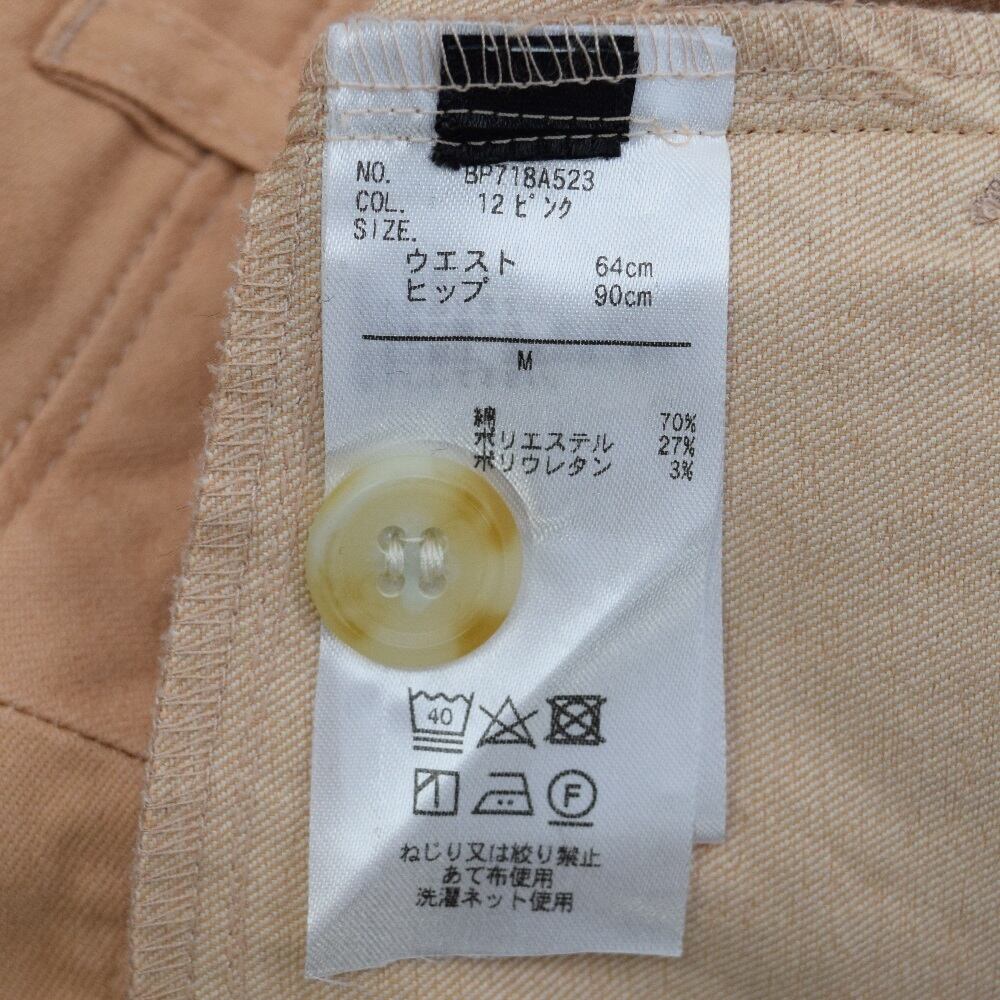 NO. BP718A523
COL. 12 ﾋﾟﾝｸ
SIZE.
ウエスト 64cm
ヒップ 90cm
M
綿 70%
ポリエステル 27%
ポリウレタン 3%
40
F
ねじり又は絞り禁止
あて布使用
洗濯ネット使用